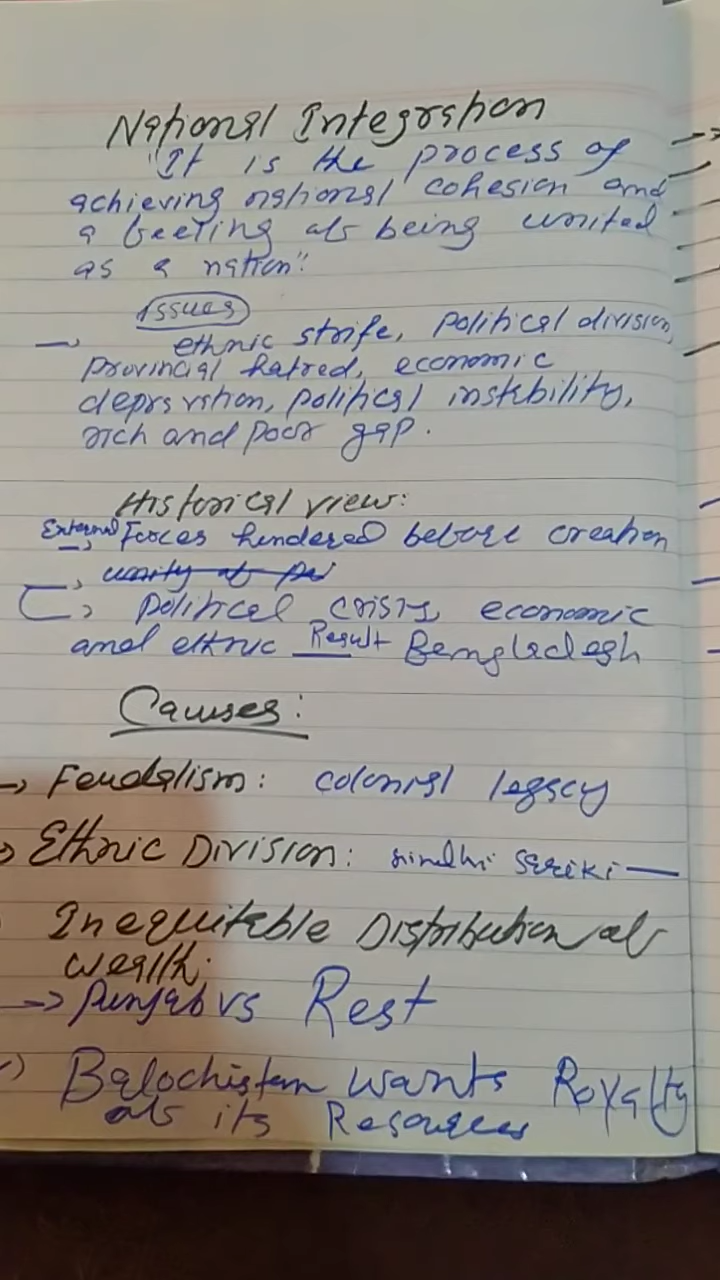 National Integration
"It is the process of
achieving national cohesion and
a feeling of being united
as a nation".
Issues
→ ethnic strife, political division,
provincial hatred, economic
deprivation, political instability,
rich and poor gap.
Historical view:
External Forces hindered before creation
→, unity of
→, political crisis, economic
and ethnic Result Bangladesh
Causes:
→ Feudalism: colonial legacy
→ Ethnic Division: sindhi Sariki —
Inequitable Distribution of
wealth.
→ Punjab vs Rest
Balochistan wants Royalty
of its Resources